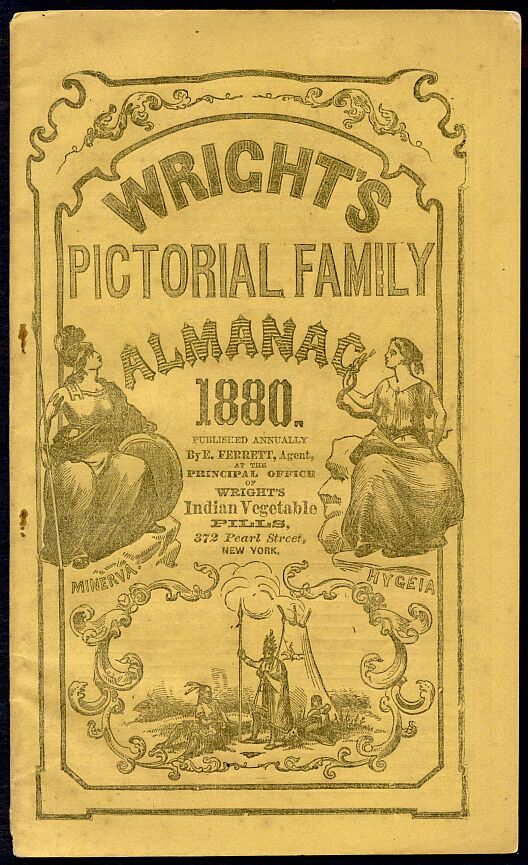 WRIGHT'S
PICTORIAL FAMILY
ALMANAC
1880.
PUBLISHED ANNUALLY
By E. FERRETT, Agent,
AT THE
PRINCIPAL OFFICE
OF
WRIGHT'S
Indian Vegetable
PILLS,
372 Pearl Street,
NEW YORK.
MINERVA
HYGEIA